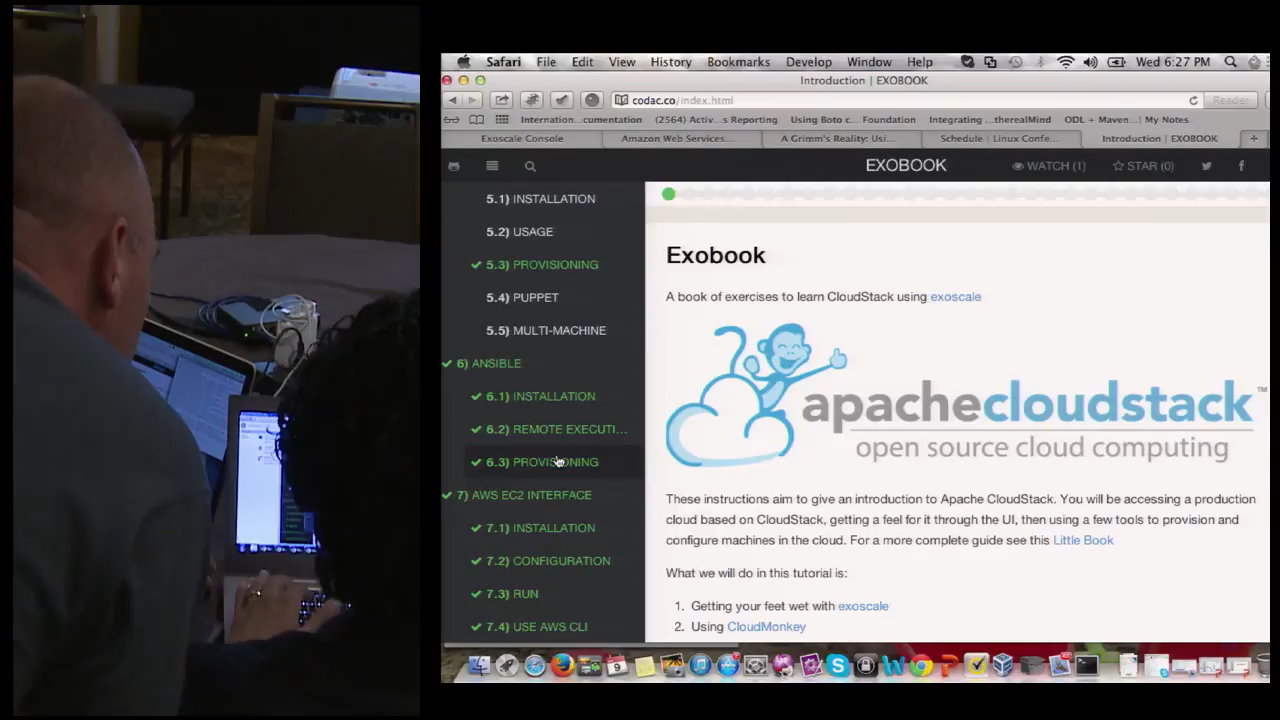 Safari File Edit View History Bookmarks Develop Window Help Wed 6:27 PM
Introduction | EXOBOOK
codac.co/index.html Reader
Internation...cumentation (2564) Activ...s Reporting Using Boto c... Foundation Integrating ...therealMind ODL + Maven... My Notes
Exoscale Console Amazon Web Services... A Grimm's Reality: Usi... Schedule | Linux Confe... Introduction | EXOBOOK +
EXOBOOK WATCH (1) STAR (0)
5.1) INSTALLATION
5.2) USAGE
5.3) PROVISIONING
5.4) PUPPET
5.5) MULTI-MACHINE
6) ANSIBLE
6.1) INSTALLATION
6.2) REMOTE EXECUTI...
6.3) PROVISIONING
7) AWS EC2 INTERFACE
7.1) INSTALLATION
7.2) CONFIGURATION
7.3) RUN
7.4) USE AWS CLI
Exobook
A book of exercises to learn CloudStack using exoscale
apachecloudstack™
open source cloud computing
These instructions aim to give an introduction to Apache CloudStack. You will be accessing a production
cloud based on CloudStack, getting a feel for it through the UI, then using a few tools to provision and
configure machines in the cloud. For a more complete guide see this Little Book
What we will do in this tutorial is:
1. Getting your feet wet with exoscale
2. Using CloudMonkey